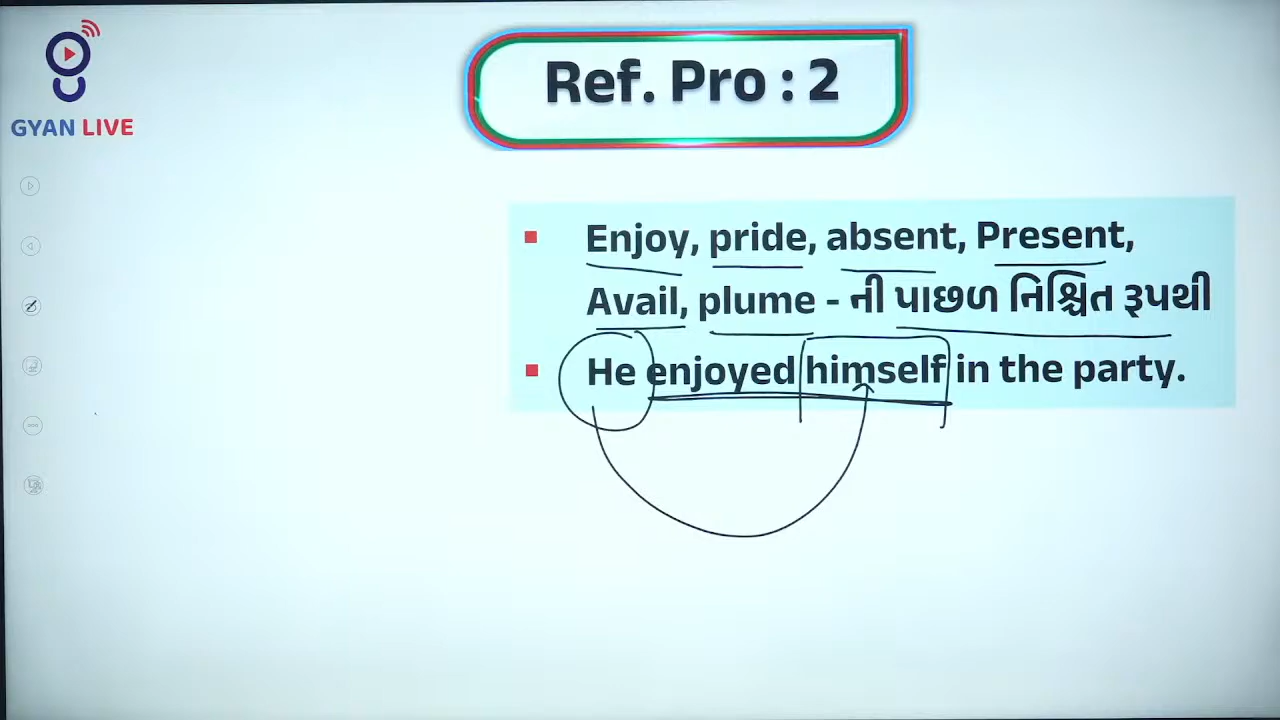 GYAN LIVE
Ref. Pro : 2
Enjoy, pride, absent, Present,
Avail, plume - ની પાછળ નિશ્ચિત રૂપથી
He enjoyed himself in the party.